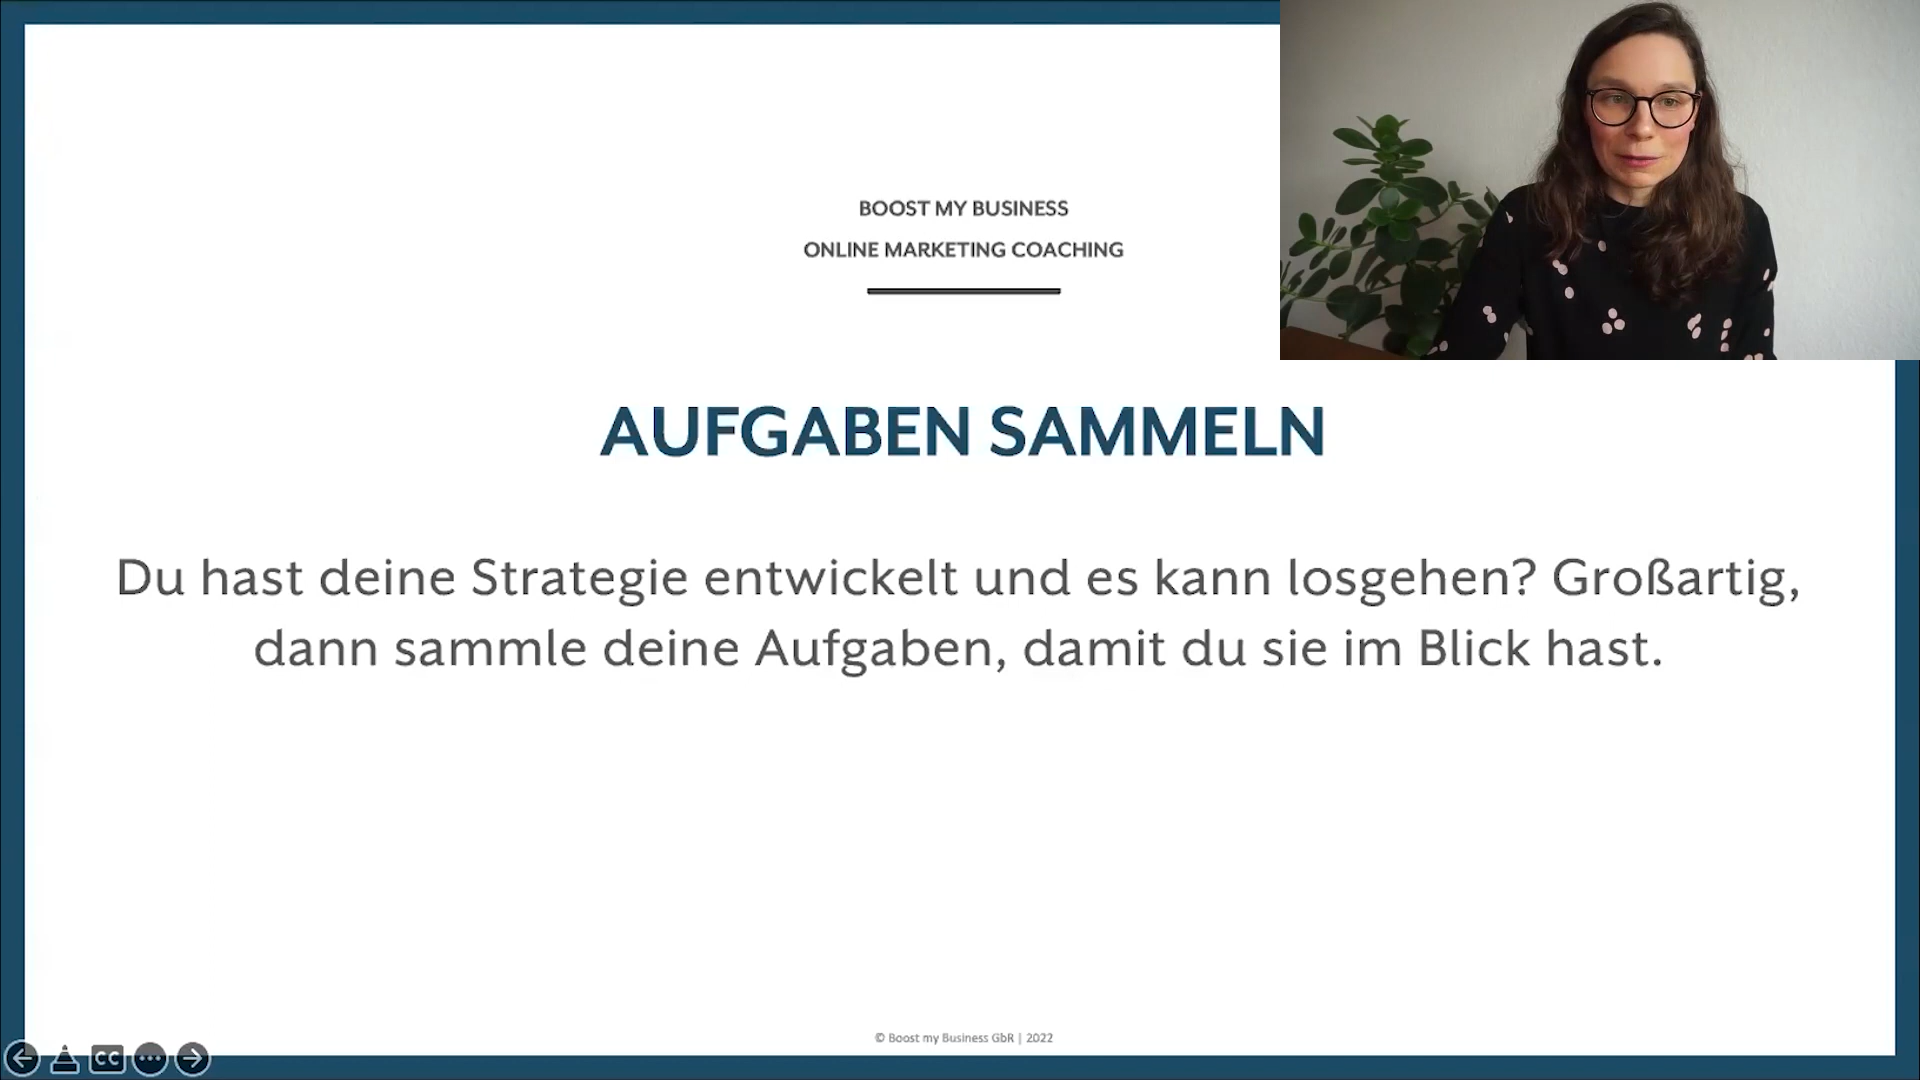 BOOST MY BUSINESS
ONLINE MARKETING COACHING
AUFGABEN SAMMELN
Du hast deine Strategie entwickelt und es kann losgehen? Großartig,
dann sammle deine Aufgaben, damit du sie im Blick hast.
© Boost my Business GbR | 2022
CC